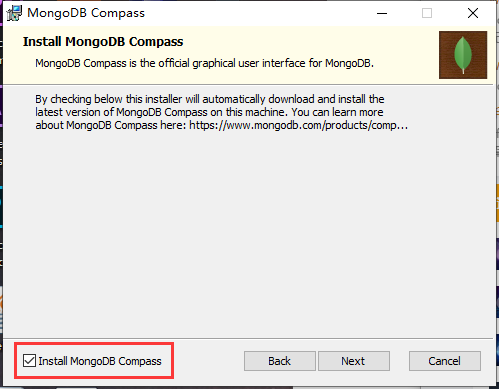 MongoDB Compass
Install MongoDB Compass
MongoDB Compass is the official graphical user interface for MongoDB.
By checking below this installer will automatically download and install the
latest version of MongoDB Compass on this machine. You can learn more
about MongoDB Compass here: https://www.mongodb.com/products/comp...
Install MongoDB Compass
Back
Next
Cancel